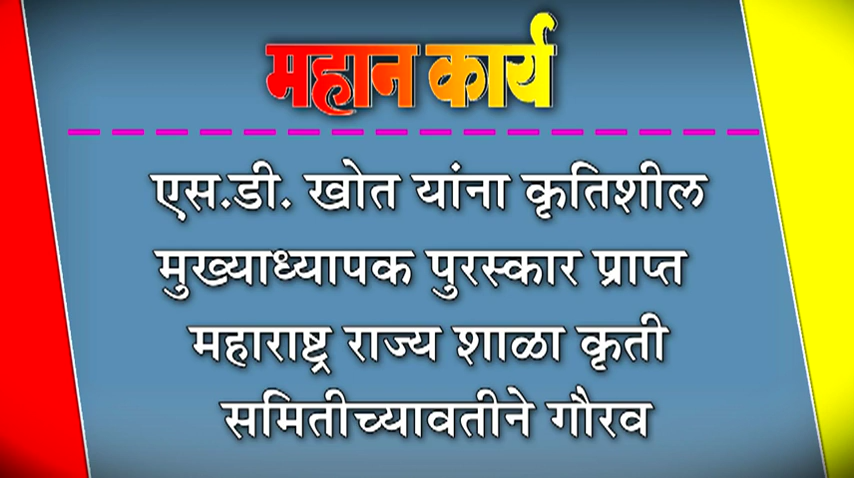 महान कार्य
एस.डी. खोत यांना कृतिशील
मुख्याध्यापक पुरस्कार प्राप्त
महाराष्ट्र राज्य शाळा कृती
समितीच्यावतीने गौरव